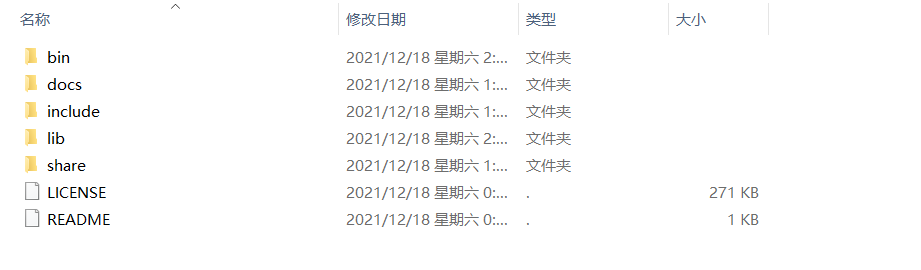 名称 修改日期 类型 大小
bin 2021/12/18 星期六 2:... 文件夹
docs 2021/12/18 星期六 1:... 文件夹
include 2021/12/18 星期六 1:... 文件夹
lib 2021/12/18 星期六 2:... 文件夹
share 2021/12/18 星期六 1:... 文件夹
LICENSE 2021/12/18 星期六 0:... . 271 KB
README 2021/12/18 星期六 0:... . 1 KB